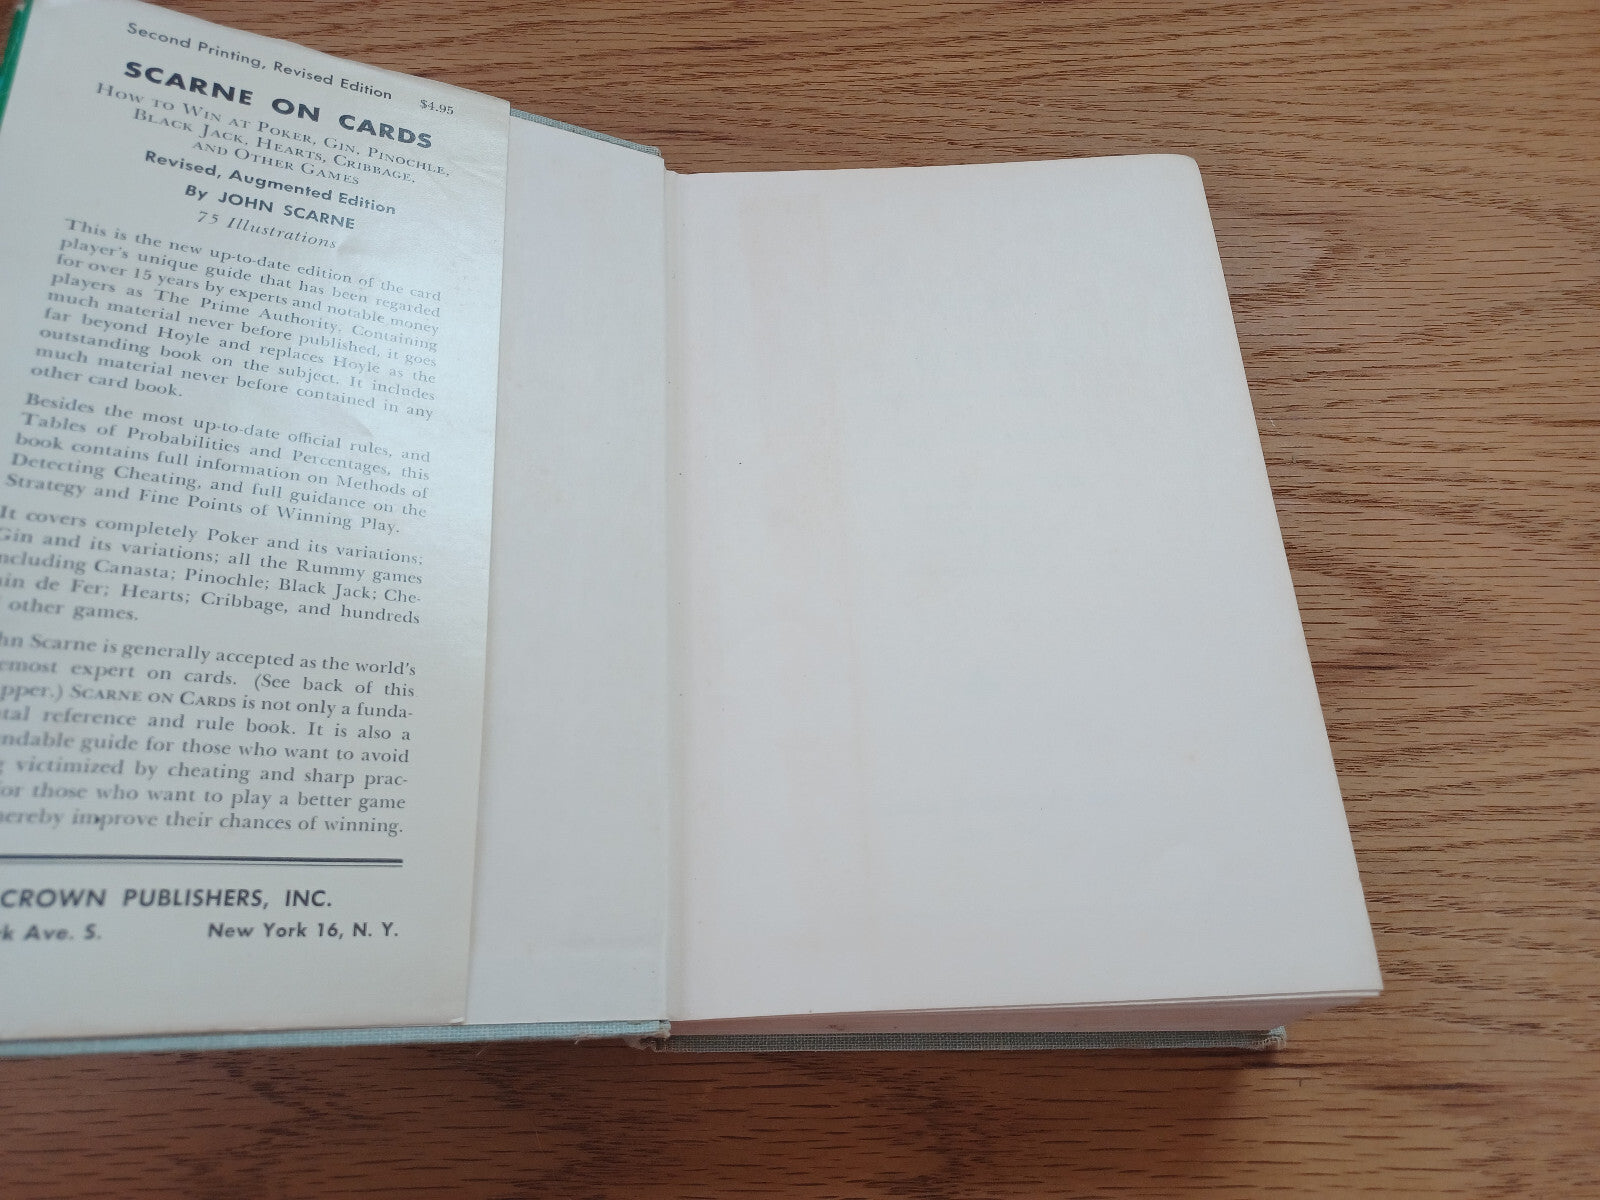 Second Printing, Revised Edition $4.95
SCARNE ON CARDS
HOW TO WIN AT POKER, GIN, PINOCHLE,
BLACK JACK, HEARTS, CRIBBAGE,
AND OTHER GAMES
Revised, Augmented Edition
By JOHN SCARNE
75 Illustrations
This is the new up-to-date edition of the card
player's unique guide that has been regarded
for over 15 years by experts and notable money
players as The Prime Authority. Containing
much material never before published, it goes
far beyond Hoyle and replaces Hoyle as the
outstanding book on the subject. It includes
much material never before contained in any
other card book.
Besides the most up-to-date official rules, and
Tables of Probabilities and Percentages, this
book contains full information on Methods of
Detecting Cheating, and full guidance on the
Strategy and Fine Points of Winning Play.
It covers completely Poker and its variations;
Gin and its variations; all the Rummy games
including Canasta; Pinochle; Black Jack; Che-
min de Fer; Hearts; Cribbage, and hundreds
other games.
hn Scarne is generally accepted as the world's
emost expert on cards. (See back of this
pper.) SCARNE ON CARDS is not only a funda-
tal reference and rule book. It is also a
ndable guide for those who want to avoid
g victimized by cheating and sharp prac-
for those who want to play a better game
hereby improve their chances of winning.
CROWN PUBLISHERS, INC.
k Ave. S. New York 16, N. Y.